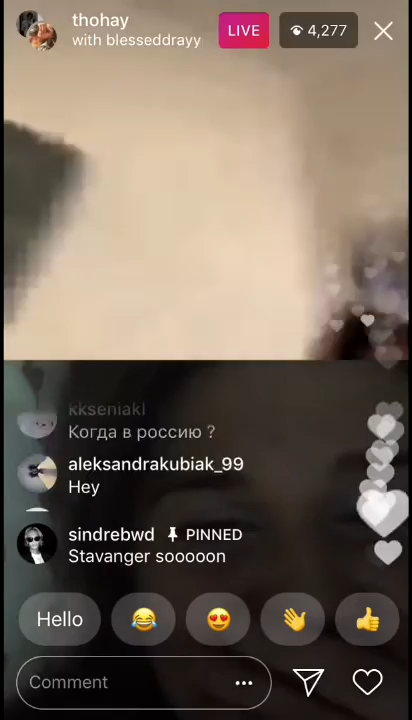 thohay
with blesseddrayy
LIVE
4,277
kkseniakl
Когда в россию ?
aleksandrakubiak_99
Hey
sindrebwd PINNED
Stavanger sooooon
Hello
Comment